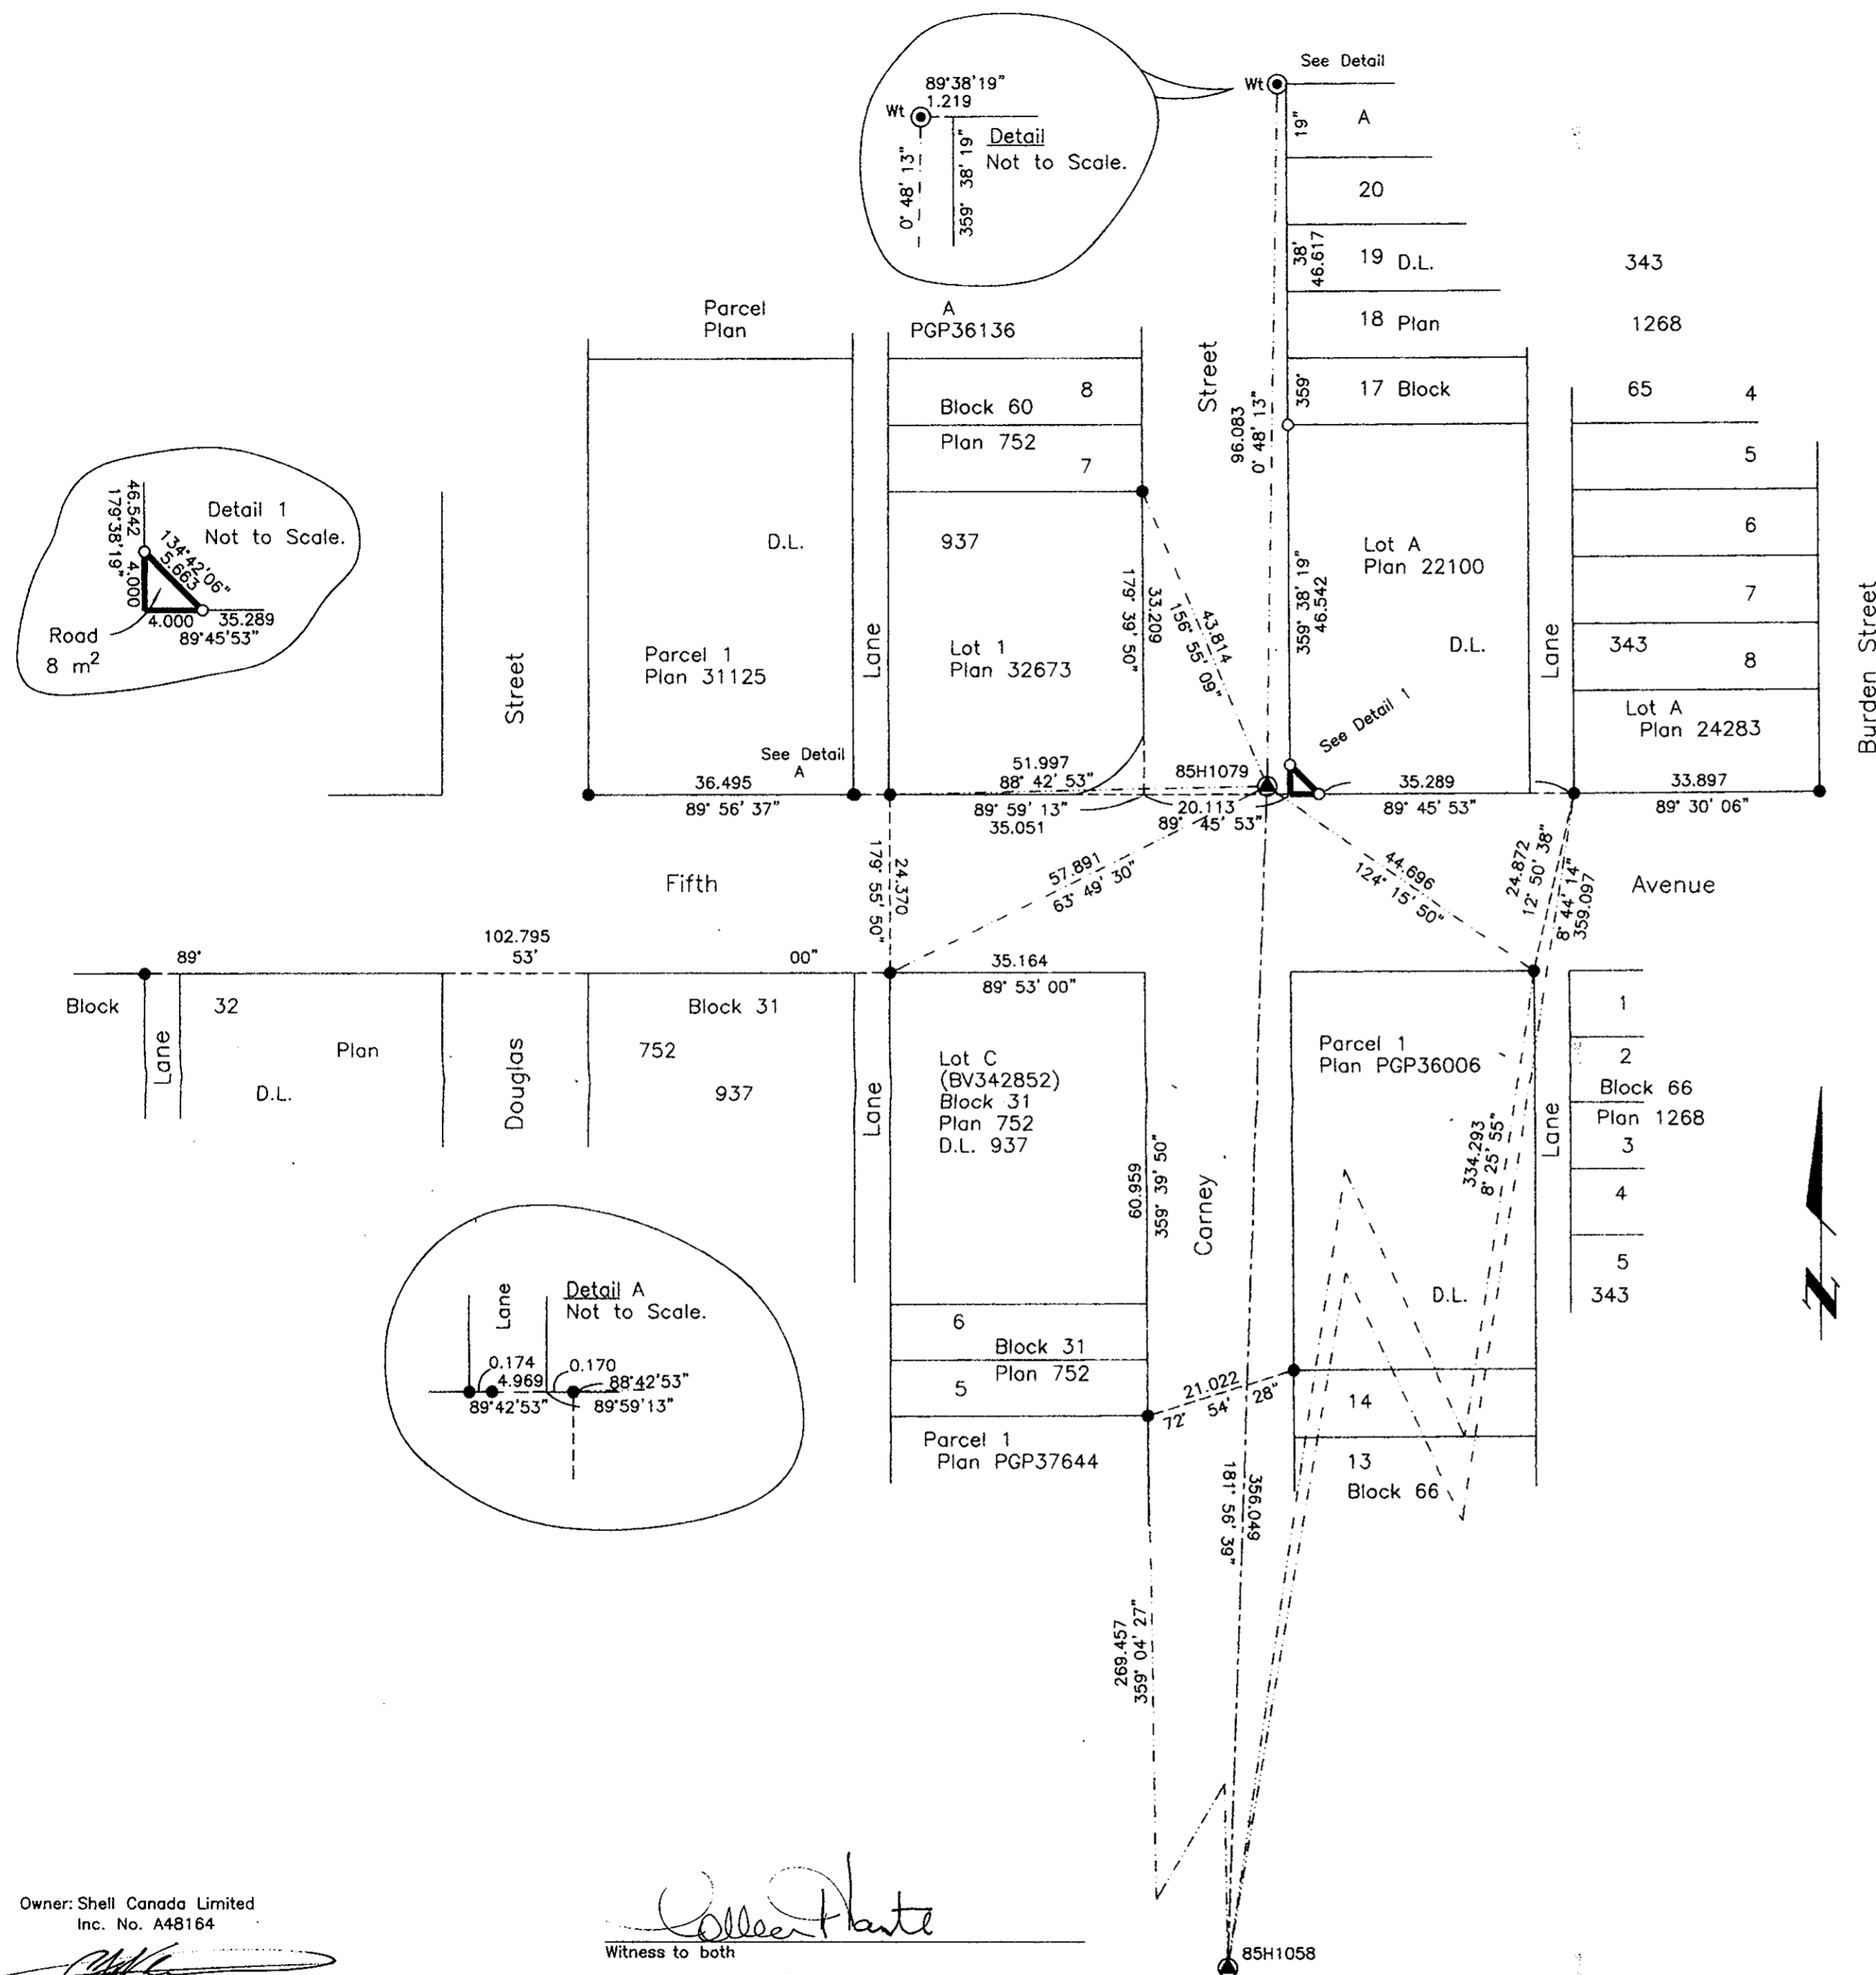 See Detail
Wt
89°38'19"
1.219
Wt
Detail
Not to Scale.
0° 48' 13"
359° 38' 19"
19"
A
20
38'
46.617
19 D.L.
343
18 Plan
1268
359°
17 Block
65
4
Parcel
Plan
A
PGP36136
Street
96.083
0° 48' 13"
8
Block 60
Plan 752
7
5
6
7
8
Detail 1
Not to Scale.
46.542
179°38'19"
134°42'06"
5.663
4.000
4.000
35.289
89°45'53"
Road
8 m²
D.L.
937
179° 39' 50"
33.209
43.814
156° 55' 09"
359° 38' 19"
46.542
Lot A
Plan 22100
D.L.
343
Lane
Burden Street
Street
Parcel 1
Plan 31125
Lane
Lot 1
Plan 32673
Lot A
Plan 24283
See Detail 1
See Detail
A
36.495
89° 56' 37"
51.997
88° 42' 53"
85H1079
89° 59' 13"
35.051
20.113
89° 45' 53"
35.289
89° 45' 53"
33.897
89° 30' 06"
179° 55' 50"
24.370
Fifth
57.891
63° 49' 30"
44.696
124° 15' 50"
24.872
12° 50' 38"
8° 44' 14"
359.097
Avenue
89°
102.795
53'
00"
35.164
89° 53' 00"
Block
32
Block 31
Lane
Plan
752
D.L.
Douglas
937
Lane
Lot C
(BV342852)
Block 31
Plan 752
D.L. 937
60.959
359° 39' 50"
Carney
Parcel 1
Plan PGP36006
334.293
8° 25' 55"
Lane
1
2
Block 66
Plan 1268
3
4
5
D.L.
343
N
Lane
Detail A
Not to Scale.
0.174
0.170
4.969
88°42'53"
89°42'53"
89°59'13"
6
Block 31
Plan 752
5
Parcel 1
Plan PGP37644
21.022
72° 54' 28"
14
13
Block 66
181° 56' 39"
356.049
269.457
359° 04' 27"
Owner: Shell Canada Limited
Inc. No. A48164
Witness to both
85H1058